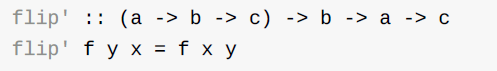 flip' :: (a -> b -> c) -> b -> a -> c
flip' f y x = f x y